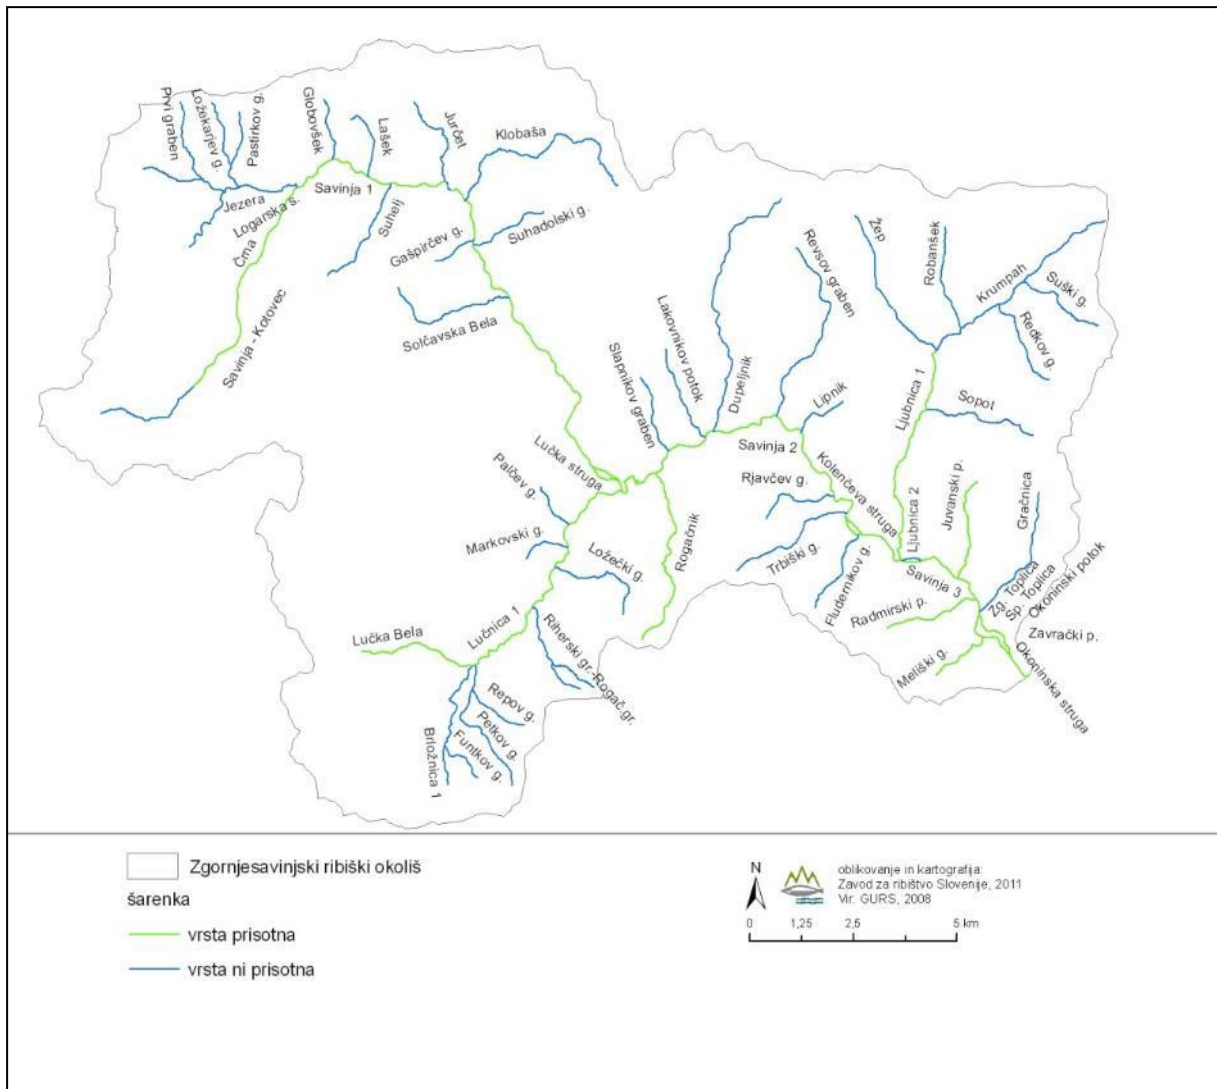 Prvi graben
Ložekarjev g.
Pastirkov g.
Globovšek
Lašek
Jurčet
Klobaša
Jezera
Logarska s.
Savinja 1
Črna
Suhelj
Gašpirčev g.
Suhadolski g.
Savinja - Kotovec
Solčavska Bela
Slapnikov graben
Lakovnikov potok
Dupeljnik
Revsov graben
Žep
Robanšek
Krumpah
Suški g.
Redkov g.
Lipnik
Ljubnica 1
Sopot
Savinja 2
Lučka struga
Palčev g.
Markovski g.
Ložečki g.
Rogačnik
Rjavčev g.
Kolenčeva struga
Trbiški g.
Fludernikov g.
Ljubnica 2
Juvanski p.
Gračnica
Savinja 3
Radmirski p.
Zg. Toplica
Sp. Toplica
Okoninski potok
Zavrački p.
Meliški g.
Okoninska struga
Lučka Bela
Lučnica 1
Riherski gr.-Rogač.gr.
Repov g.
Petkov g.
Funtkov g.
Brložnica 1
Zgornjesavinjski ribiški okoliš
šarenka
vrsta prisotna
vrsta ni prisotna
N
oblikovanje in kartografija:
Zavod za ribištvo Slovenije, 2011
Vir: GURS, 2008
0 1,25 2,5 5 km